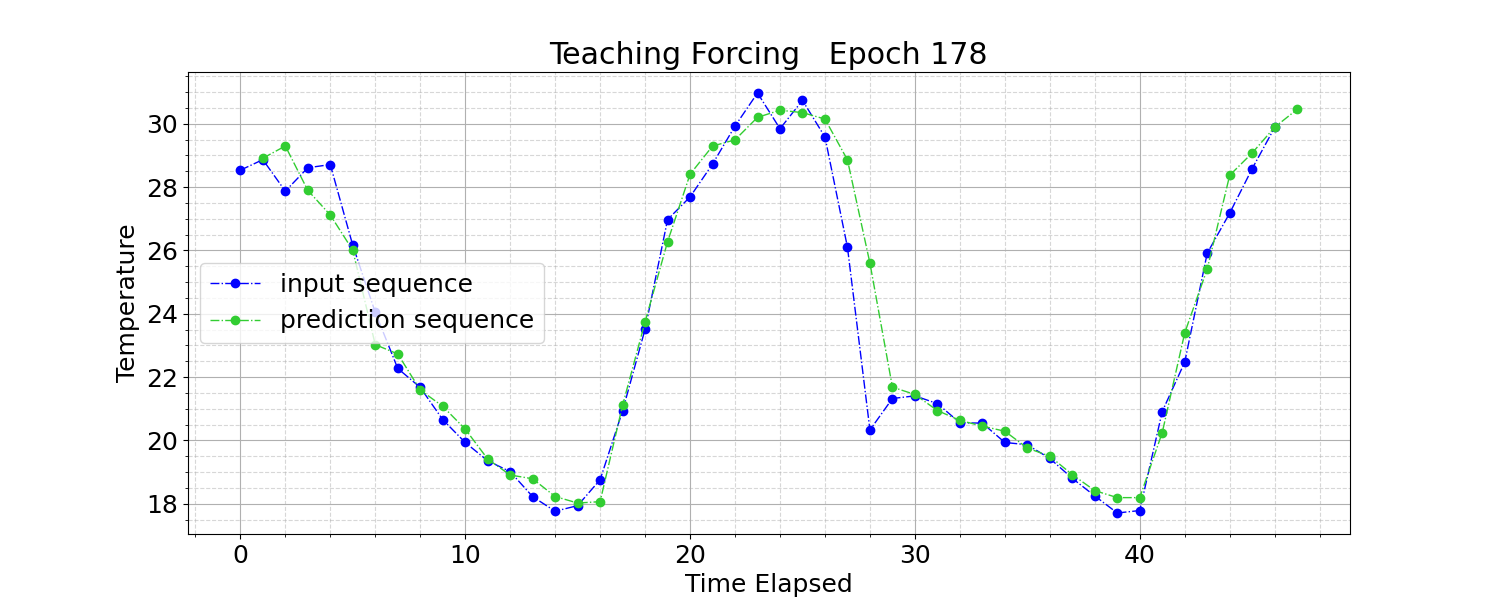 Teaching Forcing   Epoch 178
30
28
26
24
22
20
18
Temperature
input sequence
prediction sequence
0 10 20 30 40
Time Elapsed